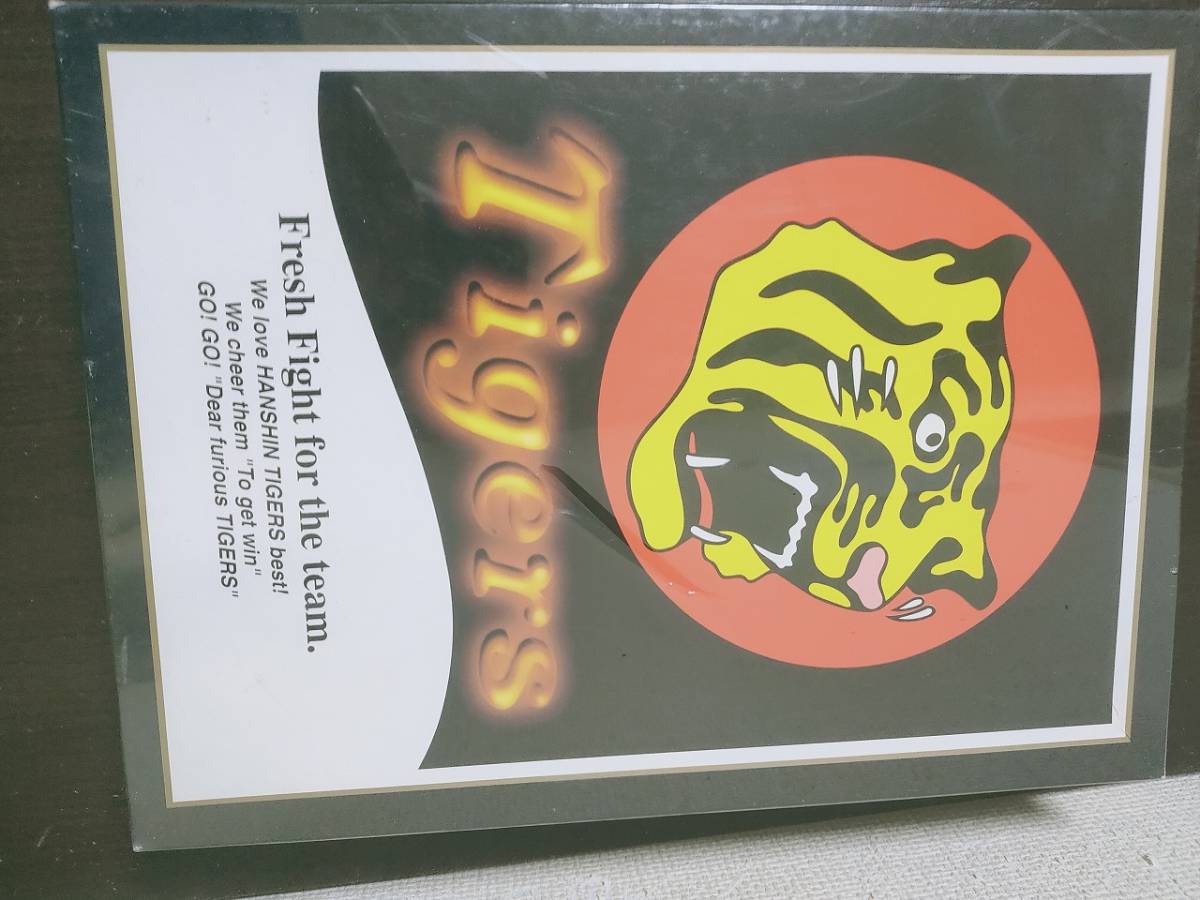 Tigers
Fresh Fight for the team.
We love HANSHIN TIGERS best!
We cheer them "To get win"
GO! GO! "Dear furious TIGERS"